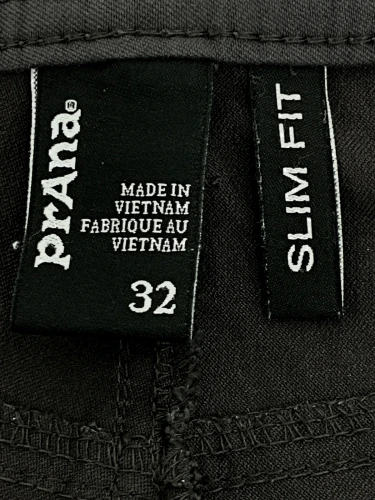 prAna®
MADE IN
VIETNAM
FABRIQUE AU
VIETNAM
32
SLIM FIT